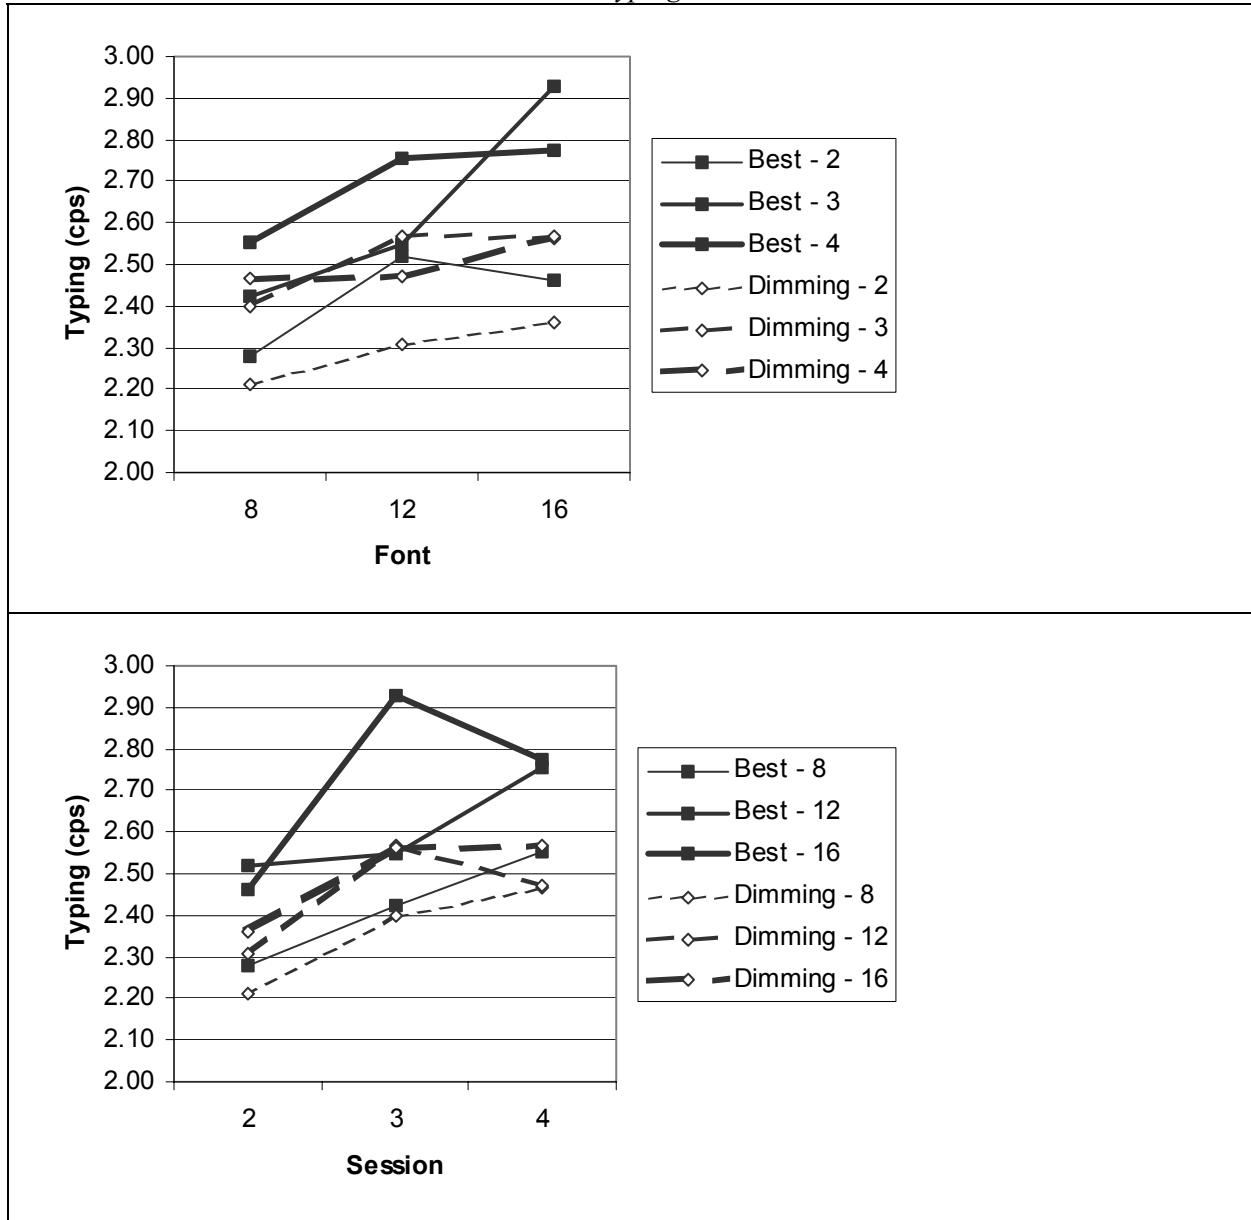 3.00
2.90
2.80
2.70
2.60
2.50
2.40
2.30
2.20
2.10
2.00
Typing (cps)
8 12 16
Font
Best - 2
Best - 3
Best - 4
Dimming - 2
Dimming - 3
Dimming - 4
3.00
2.90
2.80
2.70
2.60
2.50
2.40
2.30
2.20
2.10
2.00
Typing (cps)
2 3 4
Session
Best - 8
Best - 12
Best - 16
Dimming - 8
Dimming - 12
Dimming - 16